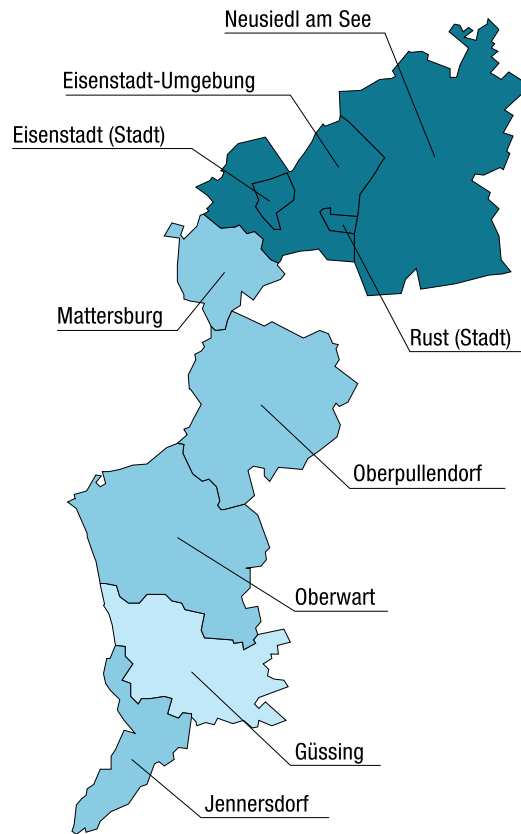 Neusiedl am See
Eisenstadt-Umgebung
Eisenstadt (Stadt)
Mattersburg
Rust (Stadt)
Oberpullendorf
Oberwart
Güssing
Jennersdorf